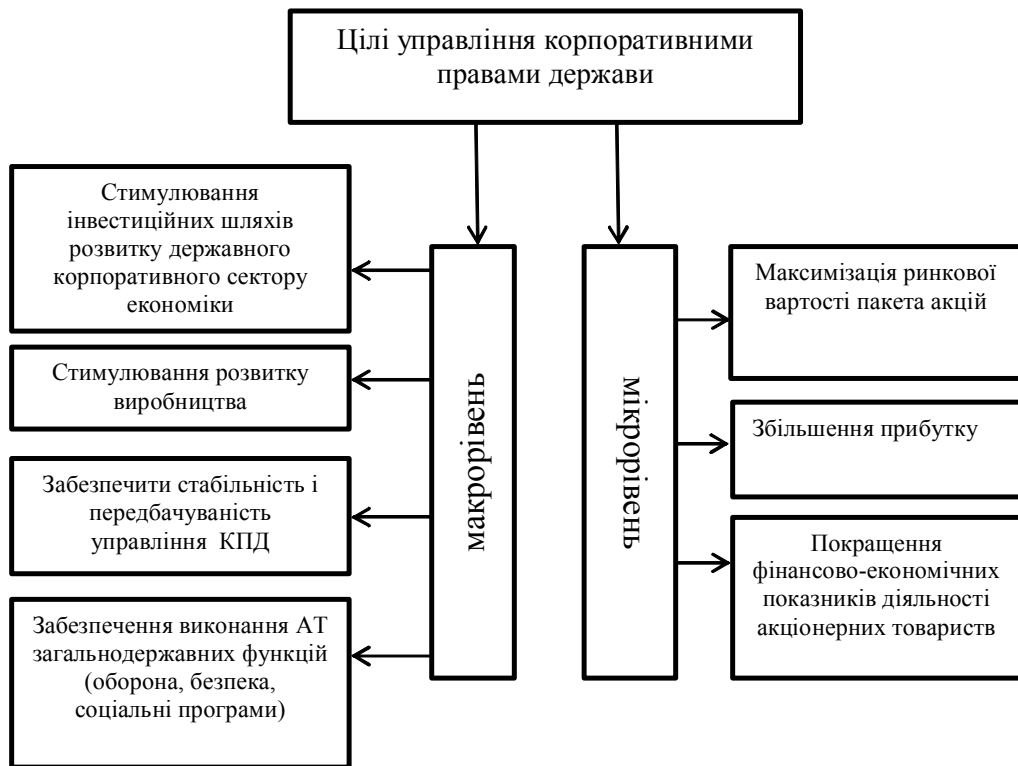 Цілі управління корпоративними
правами держави
Стимулювання
інвестиційних шляхів
розвитку державного
корпоративного сектору
економіки
Стимулювання розвитку
виробництва
Забезпечити стабільність і
передбачуваність
управління КПД
Забезпечення виконання АТ
загальнодержавних функцій
(оборона, безпека,
соціальні програми)
макрорівень
мікрорівень
Максимізація ринкової
вартості пакета акцій
Збільшення прибутку
Покращення
фінансово-економічних
показників діяльності
акціонерних товариств